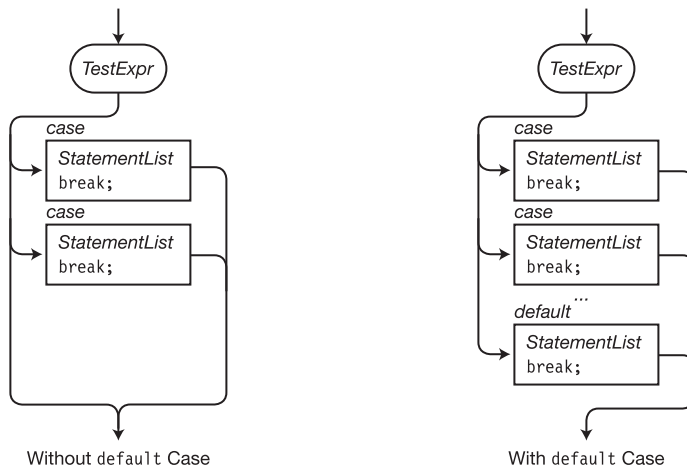 TestExpr
case
StatementList
break;
case
StatementList
break;
Without default Case
TestExpr
case
StatementList
break;
case
StatementList
break;
...
default
StatementList
break;
With default Case